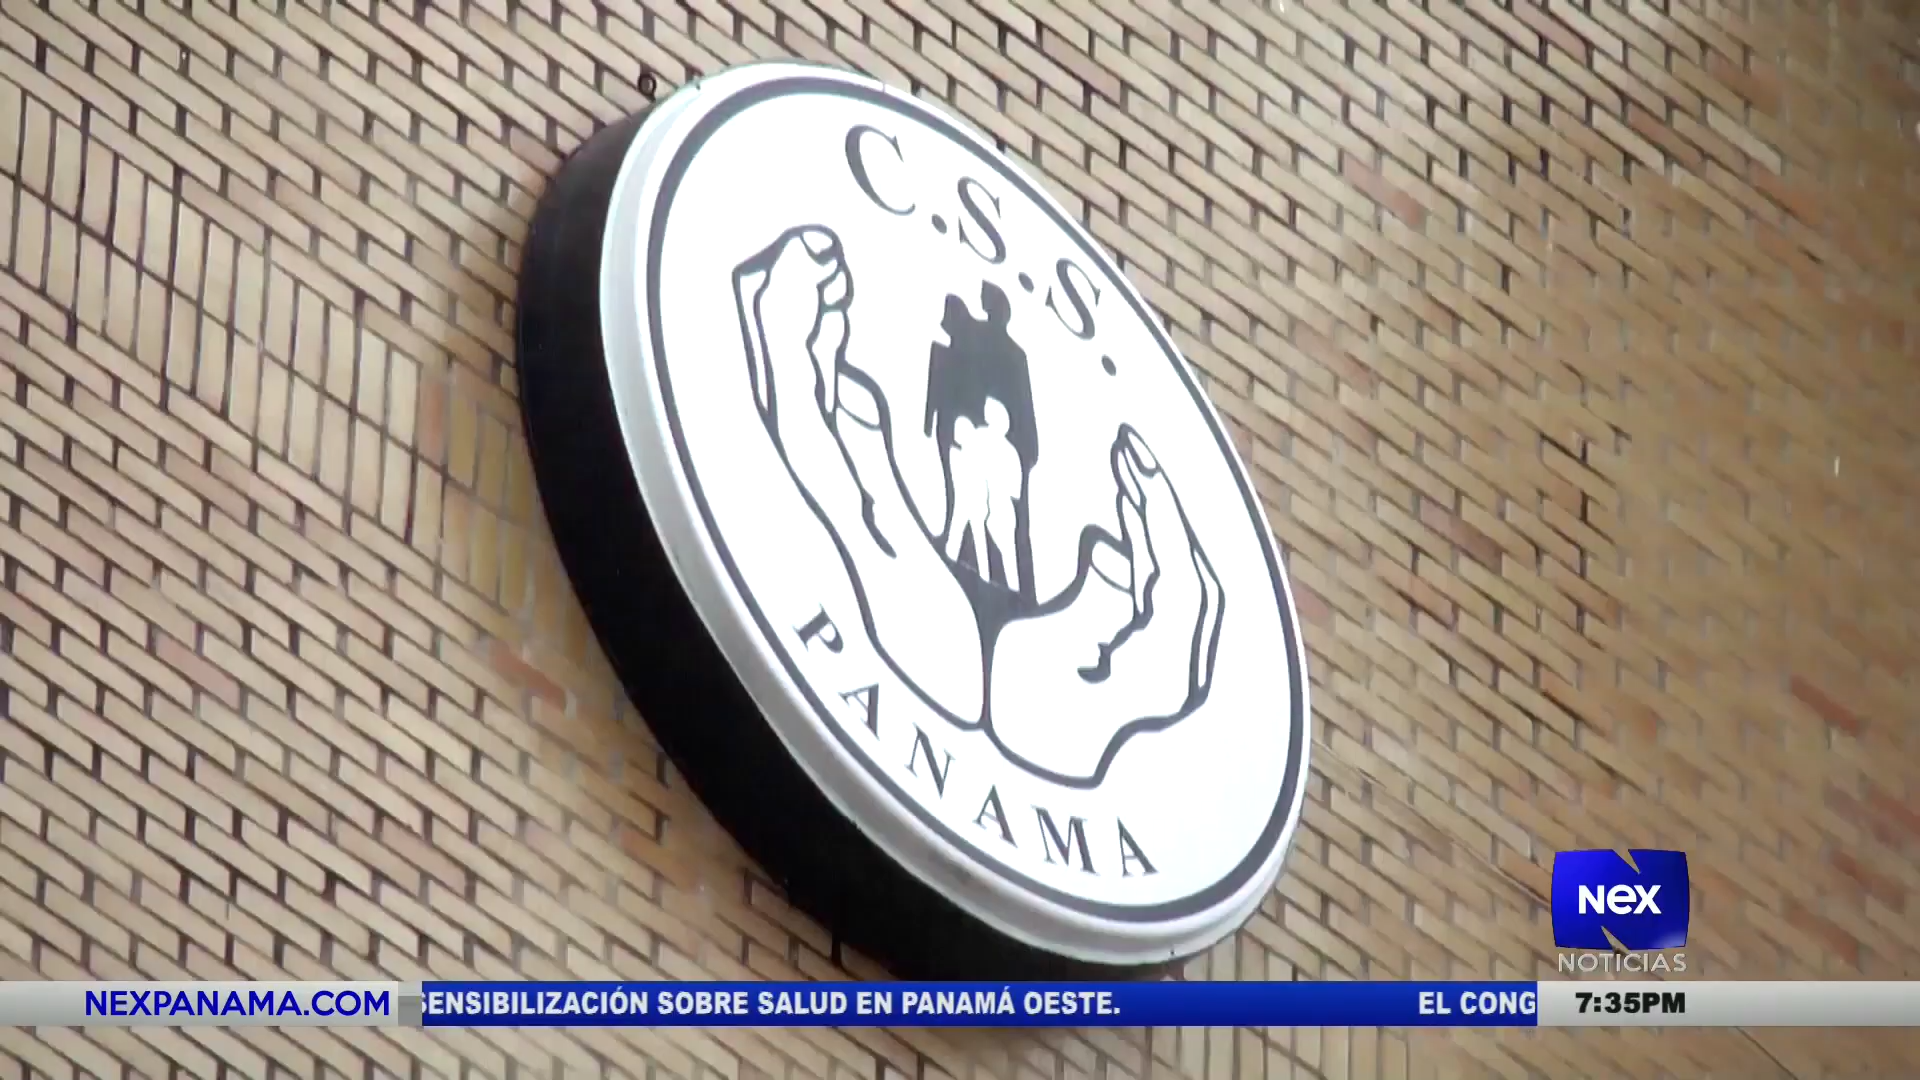 C.S.S.
PANAMA
NEX
NOTICIAS
NEXPANAMA.COM
SENSIBILIZACIÓN SOBRE SALUD EN PANAMÁ OESTE.
EL CONG
7:35PM